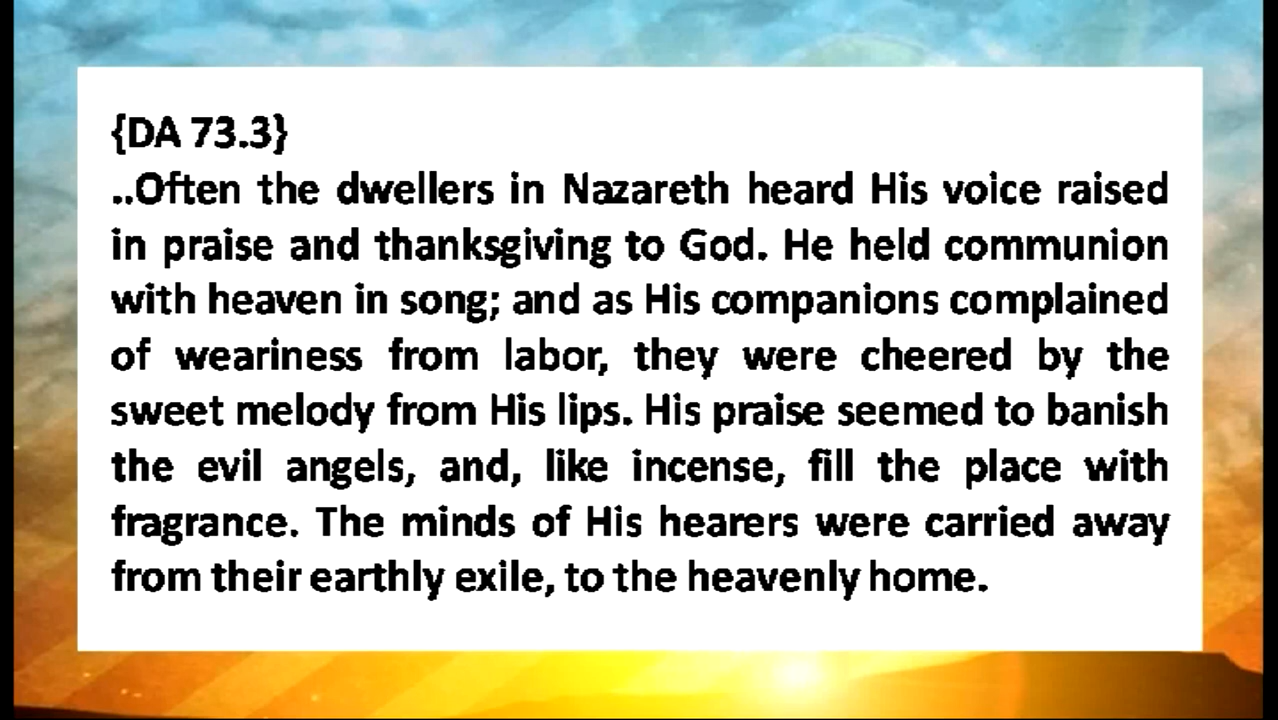 {DA 73.3}
..Often the dwellers in Nazareth heard His voice raised
in praise and thanksgiving to God. He held communion
with heaven in song; and as His companions complained
of weariness from labor, they were cheered by the
sweet melody from His lips. His praise seemed to banish
the evil angels, and, like incense, fill the place with
fragrance. The minds of His hearers were carried away
from their earthly exile, to the heavenly home.